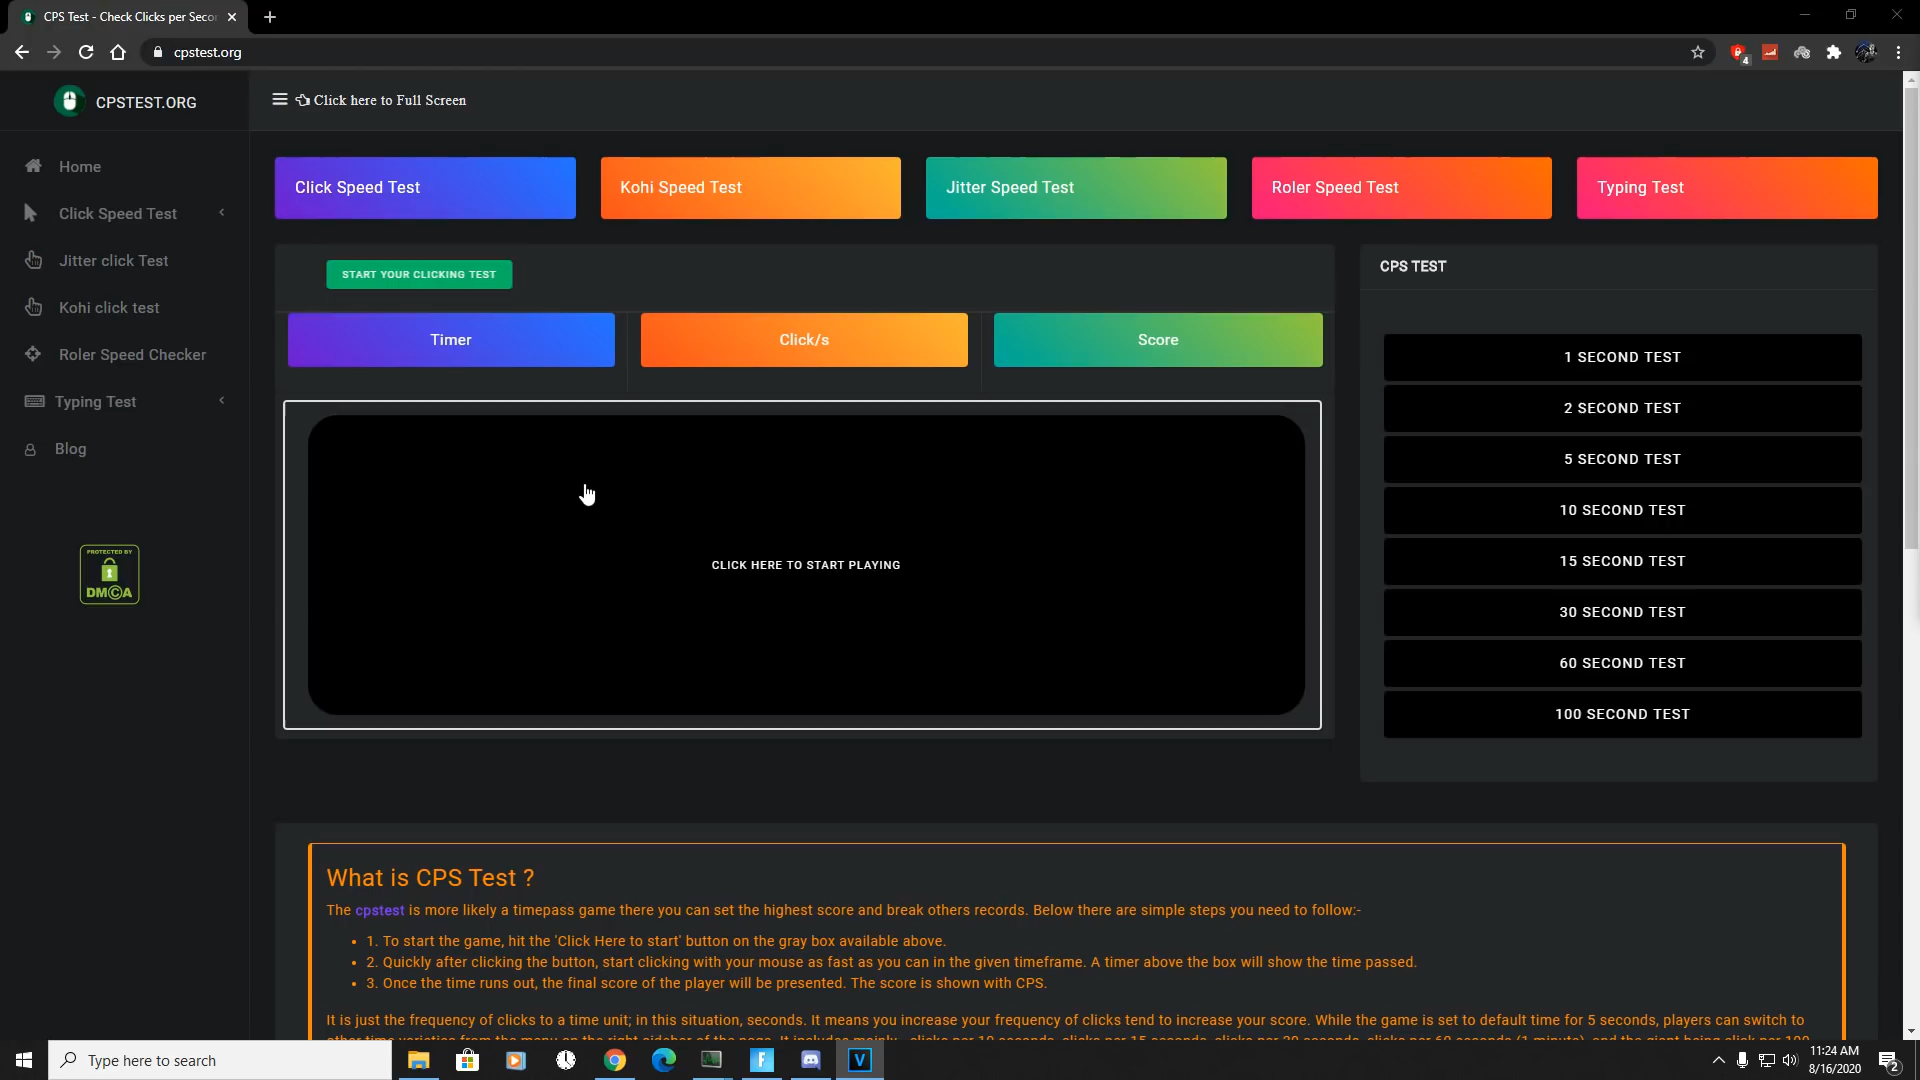 CPS Test - Check Clicks per Secon
cpstest.org
4
CPSTEST.ORG
Click here to Full Screen
Home
Click Speed Test
Jitter click Test
Kohi click test
Roler Speed Checker
Typing Test
Blog
PROTECTED BY
DMCA
Click Speed Test
Kohi Speed Test
Jitter Speed Test
Roler Speed Test
Typing Test
START YOUR CLICKING TEST
Timer
Click/s
Score
CLICK HERE TO START PLAYING
CPS TEST
1 SECOND TEST
2 SECOND TEST
5 SECOND TEST
10 SECOND TEST
15 SECOND TEST
30 SECOND TEST
60 SECOND TEST
100 SECOND TEST
What is CPS Test ?
The cpstest is more likely a timepass game there you can set the highest score and break others records. Below there are simple steps you need to follow:-
• 1. To start the game, hit the 'Click Here to start' button on the gray box available above.
• 2. Quickly after clicking the button, start clicking with your mouse as fast as you can in the given timeframe. A timer above the box will show the time passed.
• 3. Once the time runs out, the final score of the player will be presented. The score is shown with CPS.
It is just the frequency of clicks to a time unit; in this situation, seconds. It means you increase your frequency of clicks tend to increase your score. While the game is set to default time for 5 seconds, players can switch to
Type here to search
11:24 AM
8/16/2020
2